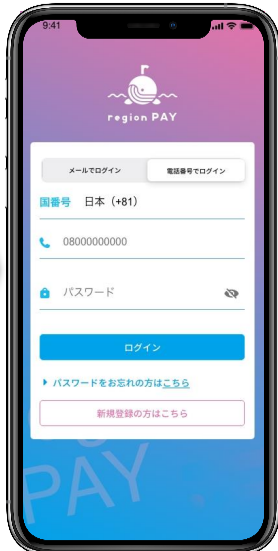 9:41
region PAY
メールでログイン
電話番号でログイン
国番号 日本（+81）
08000000000
パスワード
ログイン
パスワードをお忘れの方はこちら
新規登録の方はこちら
PAY